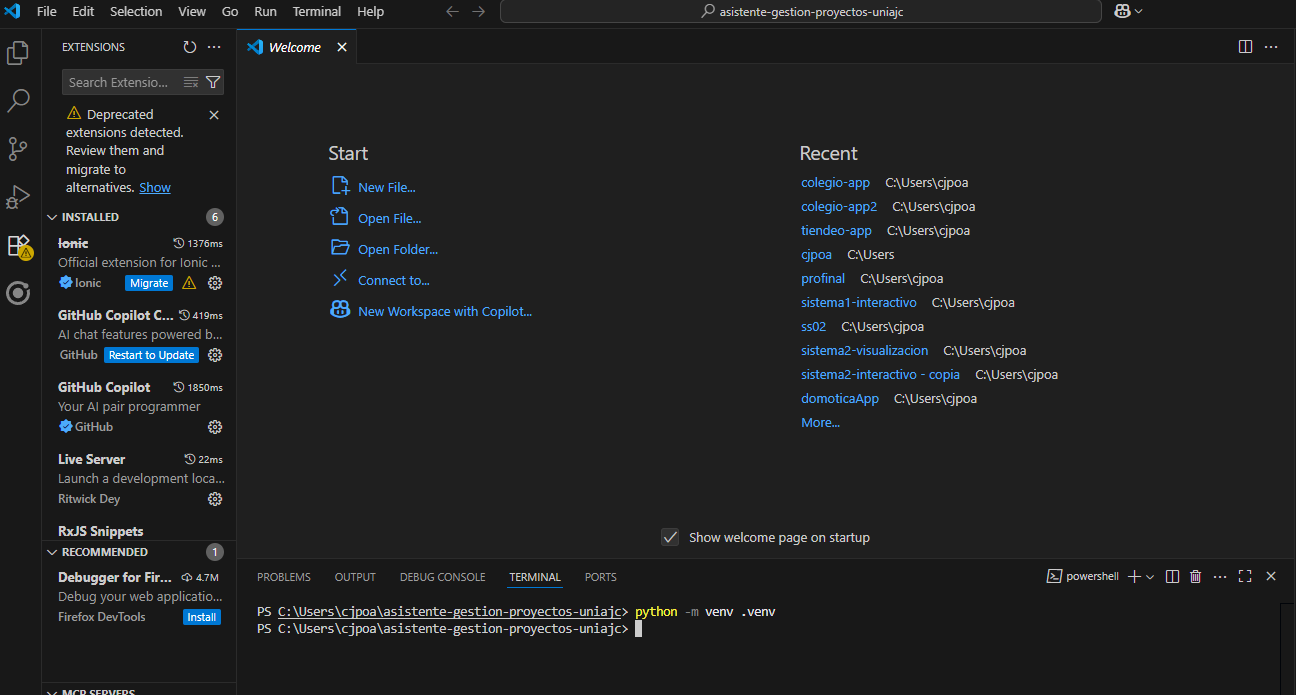 File Edit Selection View Go Run Terminal Help
asistente-gestion-proyectos-uniajc
EXTENSIONS
Search Extensio...
Deprecated
extensions detected.
Review them and
migrate to
alternatives. Show
INSTALLED 6
Ionic 1376ms
Official extension for Ionic ...
Ionic Migrate
GitHub Copilot C... 419ms
AI chat features powered b...
GitHub Restart to Update
GitHub Copilot 1850ms
Your AI pair programmer
GitHub
Live Server 22ms
Launch a development loca...
Ritwick Dey
RxJS Snippets
RECOMMENDED 1
Debugger for Fir... 4.7M
Debug your web applicatio...
Firefox DevTools Install
MCP SERVERS
Welcome
Start
New File...
Open File...
Open Folder...
Connect to...
New Workspace with Copilot...
Recent
colegio-app C:\Users\cjpoa
colegio-app2 C:\Users\cjpoa
tiendeo-app C:\Users\cjpoa
cjpoa C:\Users
profinal C:\Users\cjpoa
sistema1-interactivo C:\Users\cjpoa
ss02 C:\Users\cjpoa
sistema2-visualizacion C:\Users\cjpoa
sistema2-interactivo - copia C:\Users\cjpoa
domoticaApp C:\Users\cjpoa
More...
Show welcome page on startup
PROBLEMS OUTPUT DEBUG CONSOLE TERMINAL PORTS
powershell
PS C:\Users\cjpoa\asistente-gestion-proyectos-uniajc> python -m venv .venv
PS C:\Users\cjpoa\asistente-gestion-proyectos-uniajc>